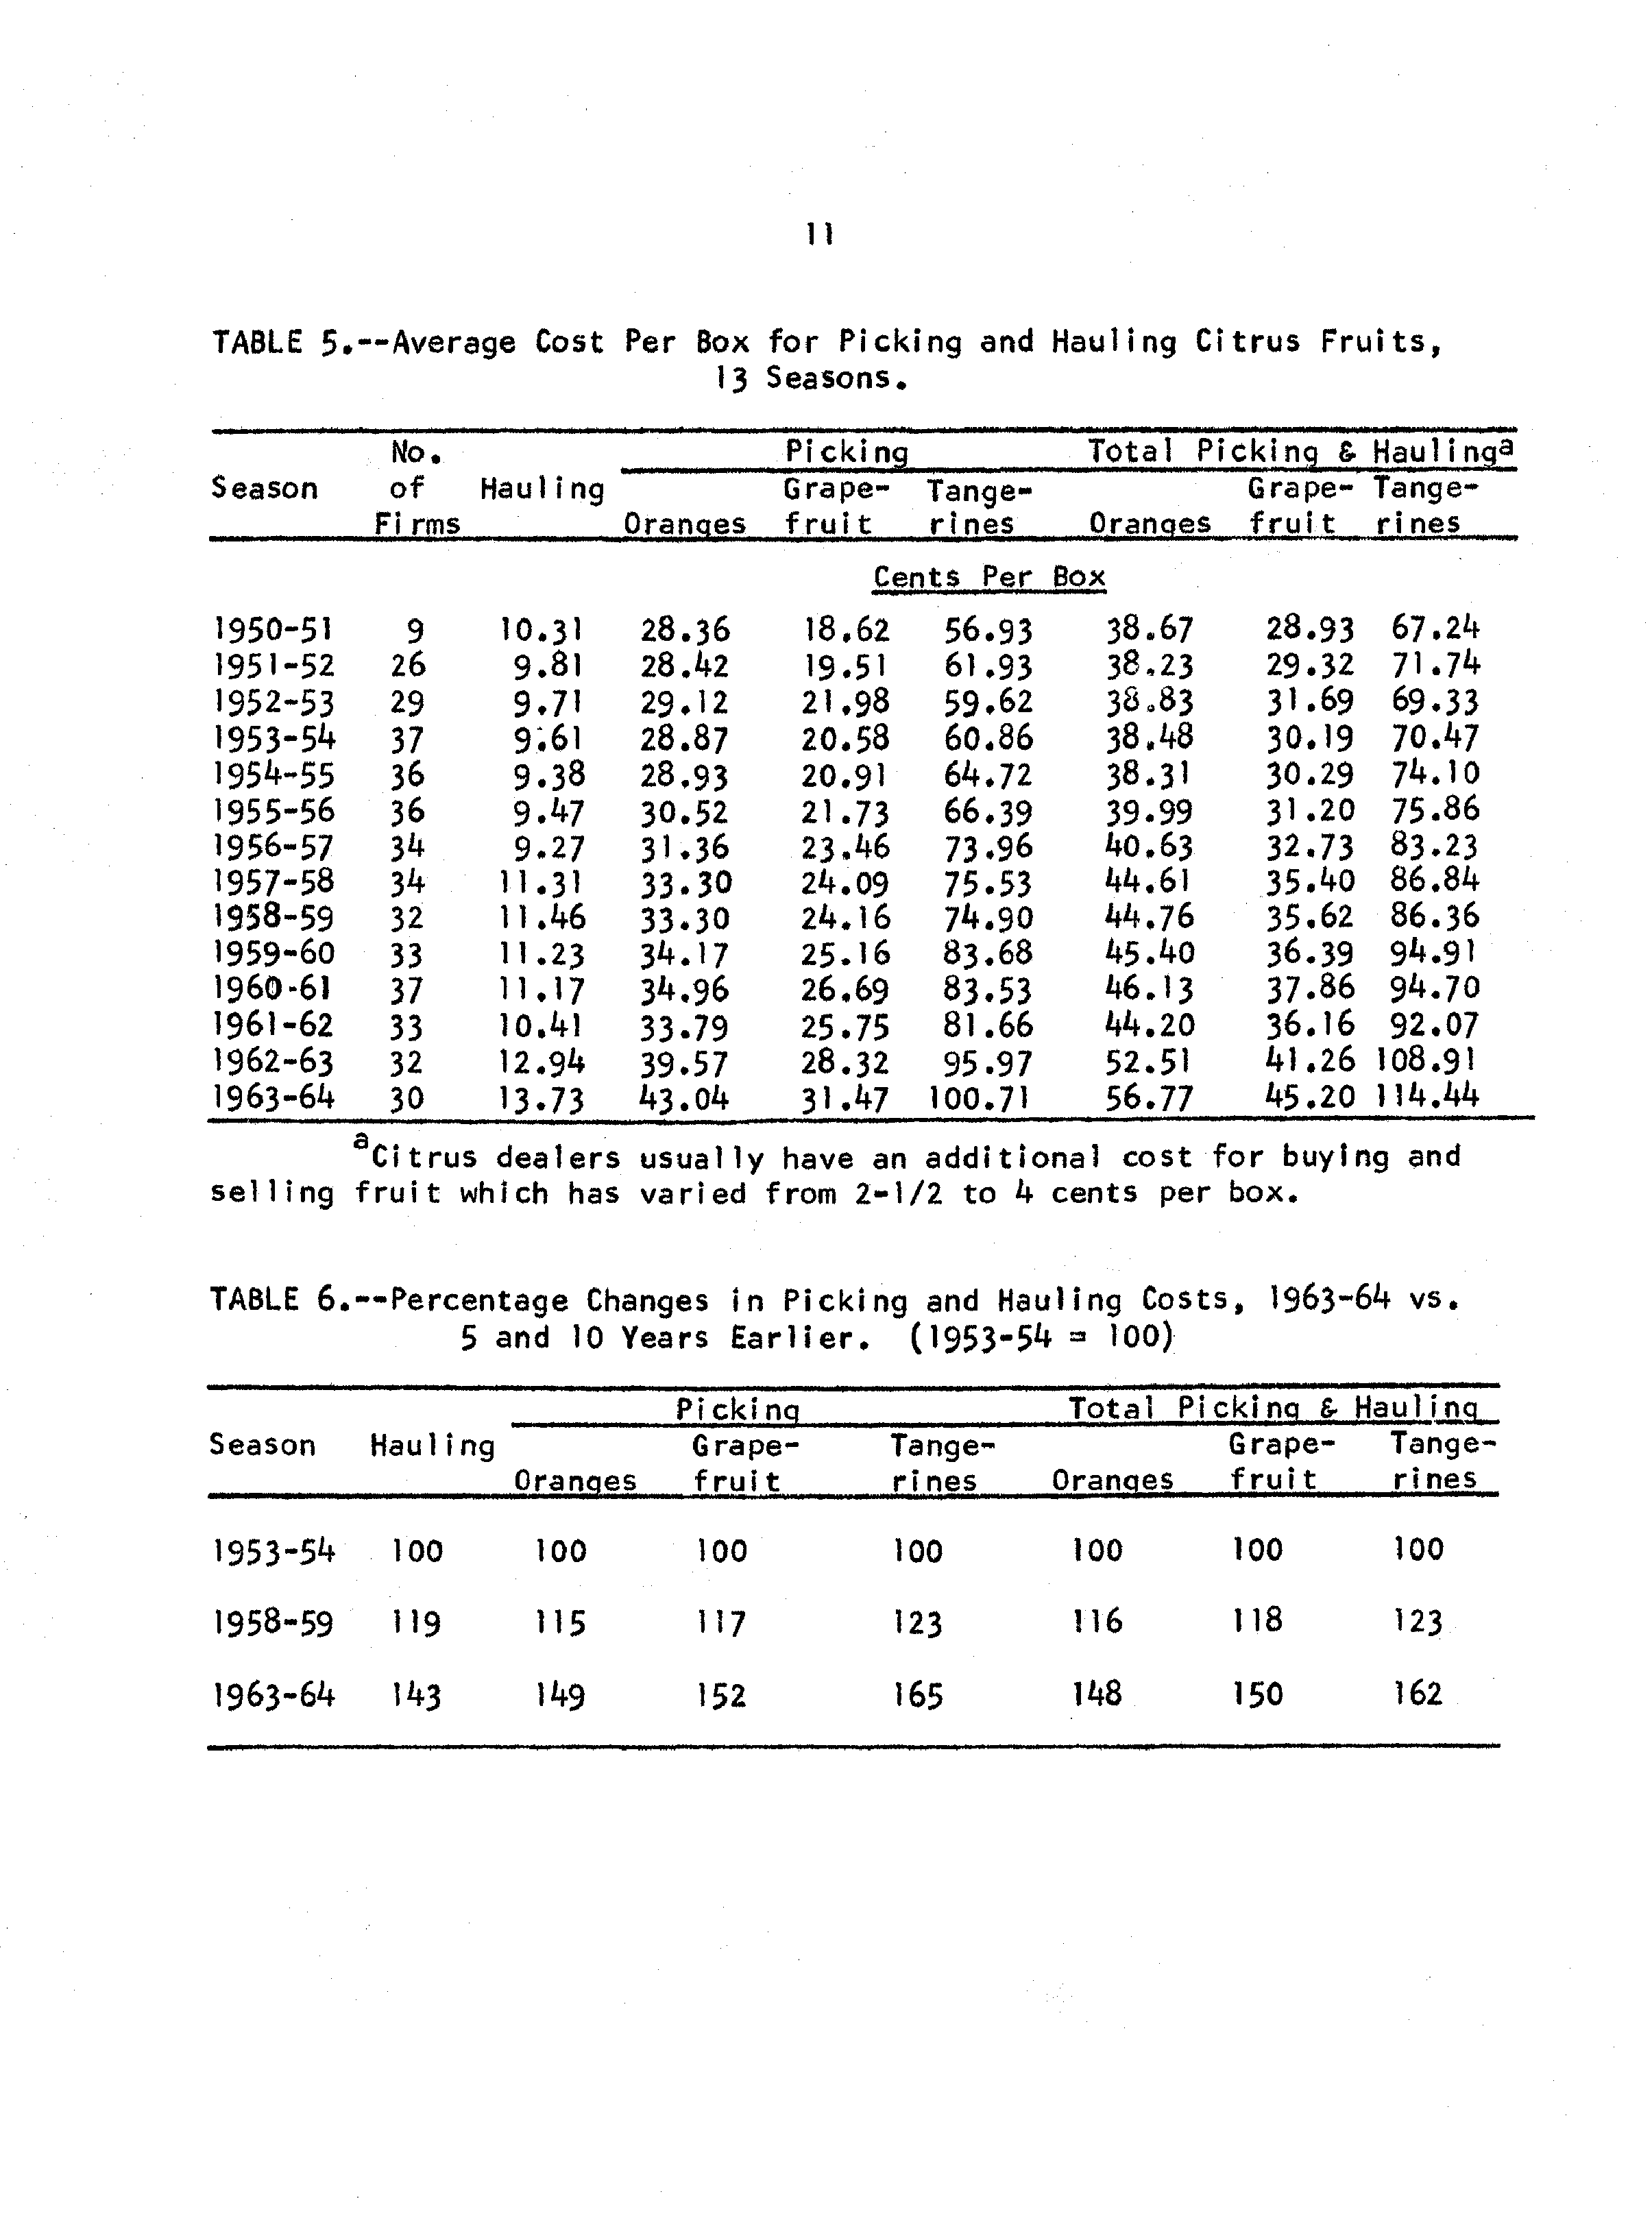 11
TABLE 5.--Average Cost Per Box for Picking and Hauling Citrus Fruits,
13 Seasons.
No. Picking Total Picking & Haulingª
Season of Hauling Grape- Tange- Grape- Tange-
Firms Oranges fruit rines Oranges fruit rines
Cents Per Box
1950-51 9 10.31 28.36 18.62 56.93 38.67 28.93 67.24
1951-52 26 9.81 28.42 19.51 61.93 38.23 29.32 71.74
1952-53 29 9.71 29.12 21.98 59.62 38.83 31.69 69.33
1953-54 37 9.61 28.87 20.58 60.86 38.48 30.19 70.47
1954-55 36 9.38 28.93 20.91 64.72 38.31 30.29 74.10
1955-56 36 9.47 30.52 21.73 66.39 39.99 31.20 75.86
1956-57 34 9.27 31.36 23.46 73.96 40.63 32.73 83.23
1957-58 34 11.31 33.30 24.09 75.53 44.61 35.40 86.84
1958-59 32 11.46 33.30 24.16 74.90 44.76 35.62 86.36
1959-60 33 11.23 34.17 25.16 83.68 45.40 36.39 94.91
1960-61 37 11.17 34.96 26.69 83.53 46.13 37.86 94.70
1961-62 33 10.41 33.79 25.75 81.66 44.20 36.16 92.07
1962-63 32 12.94 39.57 28.32 95.97 52.51 41.26 108.91
1963-64 30 13.73 43.04 31.47 100.71 56.77 45.20 114.44
ªCitrus dealers usually have an additional cost for buying and
selling fruit which has varied from 2-1/2 to 4 cents per box.
TABLE 6.--Percentage Changes in Picking and Hauling Costs, 1963-64 vs.
5 and 10 Years Earlier. (1953-54 = 100)
Picking Total Picking & Hauling
Season Hauling Grape- Tange- Grape- Tange-
Oranges fruit rines Oranges fruit rines
1953-54 100 100 100 100 100 100 100
1958-59 119 115 117 123 116 118 123
1963-64 143 149 152 165 148 150 162